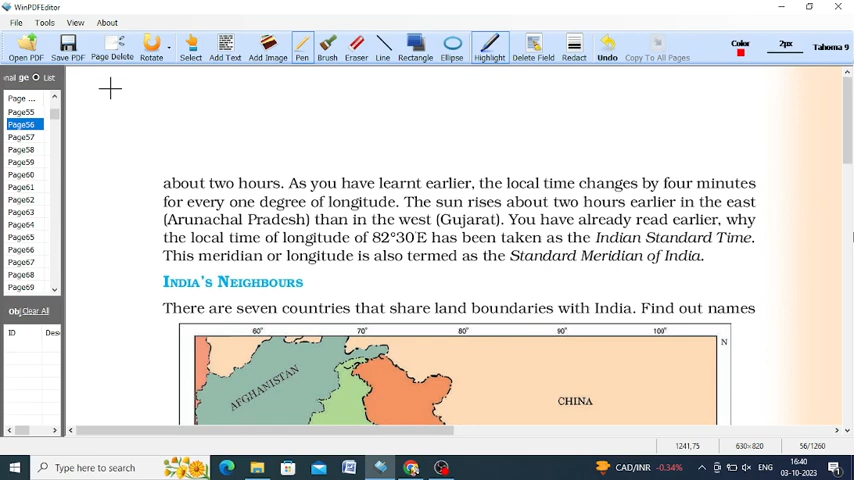 WinPDFEditor
File Tools View About
Open PDF Save PDF Page Delete Rotate Select Add Text Add Image Pen Brush Eraser Line Rectangle Ellipse Highlight Delete Field Redact Undo Copy To All Pages Color 2px Tahoma 9
nail ge List
Page ...
Page55
Page56
Page57
Page58
Page59
Page60
Page61
Page62
Page63
Page64
Page65
Page66
Page67
Page68
Page69
Obj Clear All
ID Des
about two hours. As you have learnt earlier, the local time changes by four minutes
for every one degree of longitude. The sun rises about two hours earlier in the east
(Arunachal Pradesh) than in the west (Gujarat). You have already read earlier, why
the local time of longitude of 82°30'E has been taken as the Indian Standard Time.
This meridian or longitude is also termed as the Standard Meridian of India.
INDIA'S NEIGHBOURS
There are seven countries that share land boundaries with India. Find out names
60° 70° 80° 90° 100°
N
AFGHANISTAN
CHINA
1241,75 630×820 56/1260
Type here to search
CAD/INR -0.34% ENG 16:40
03-10-2023
1